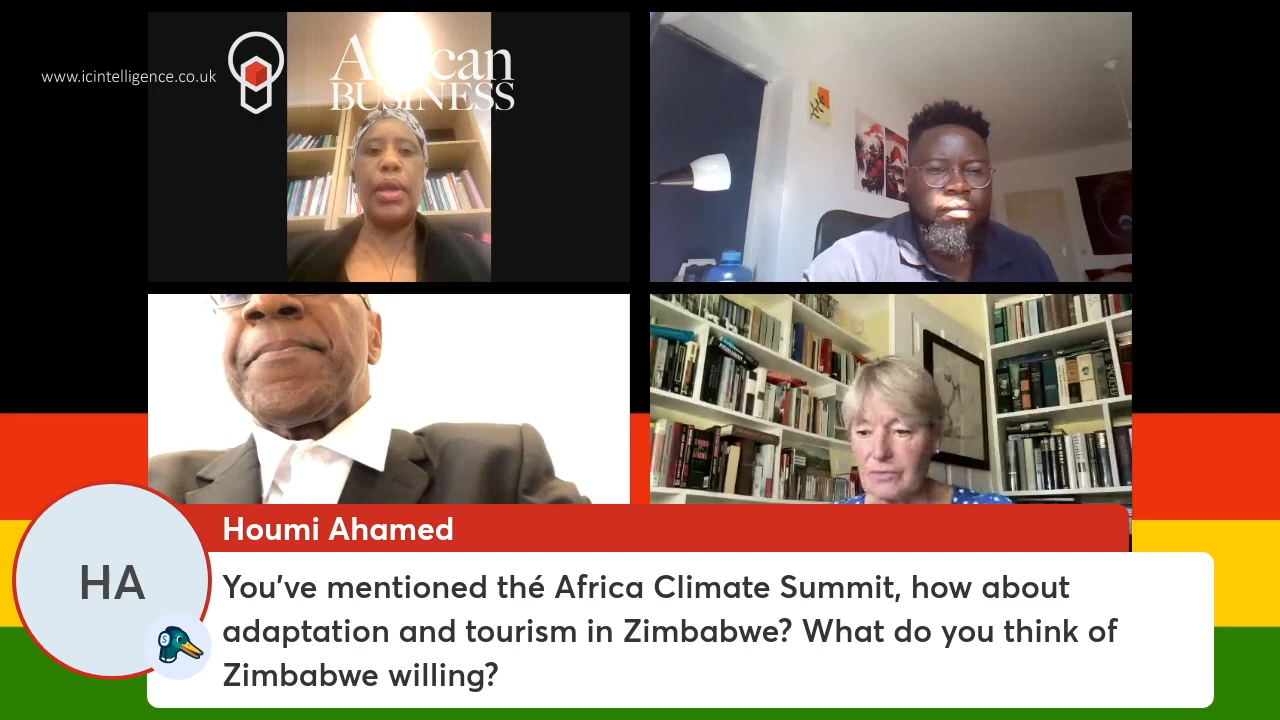 www.icintelligence.co.uk
African
BUSINESS
Houmi Ahamed
HA
You've mentioned thé Africa Climate Summit, how about
adaptation and tourism in Zimbabwe? What do you think of
Zimbabwe willing?